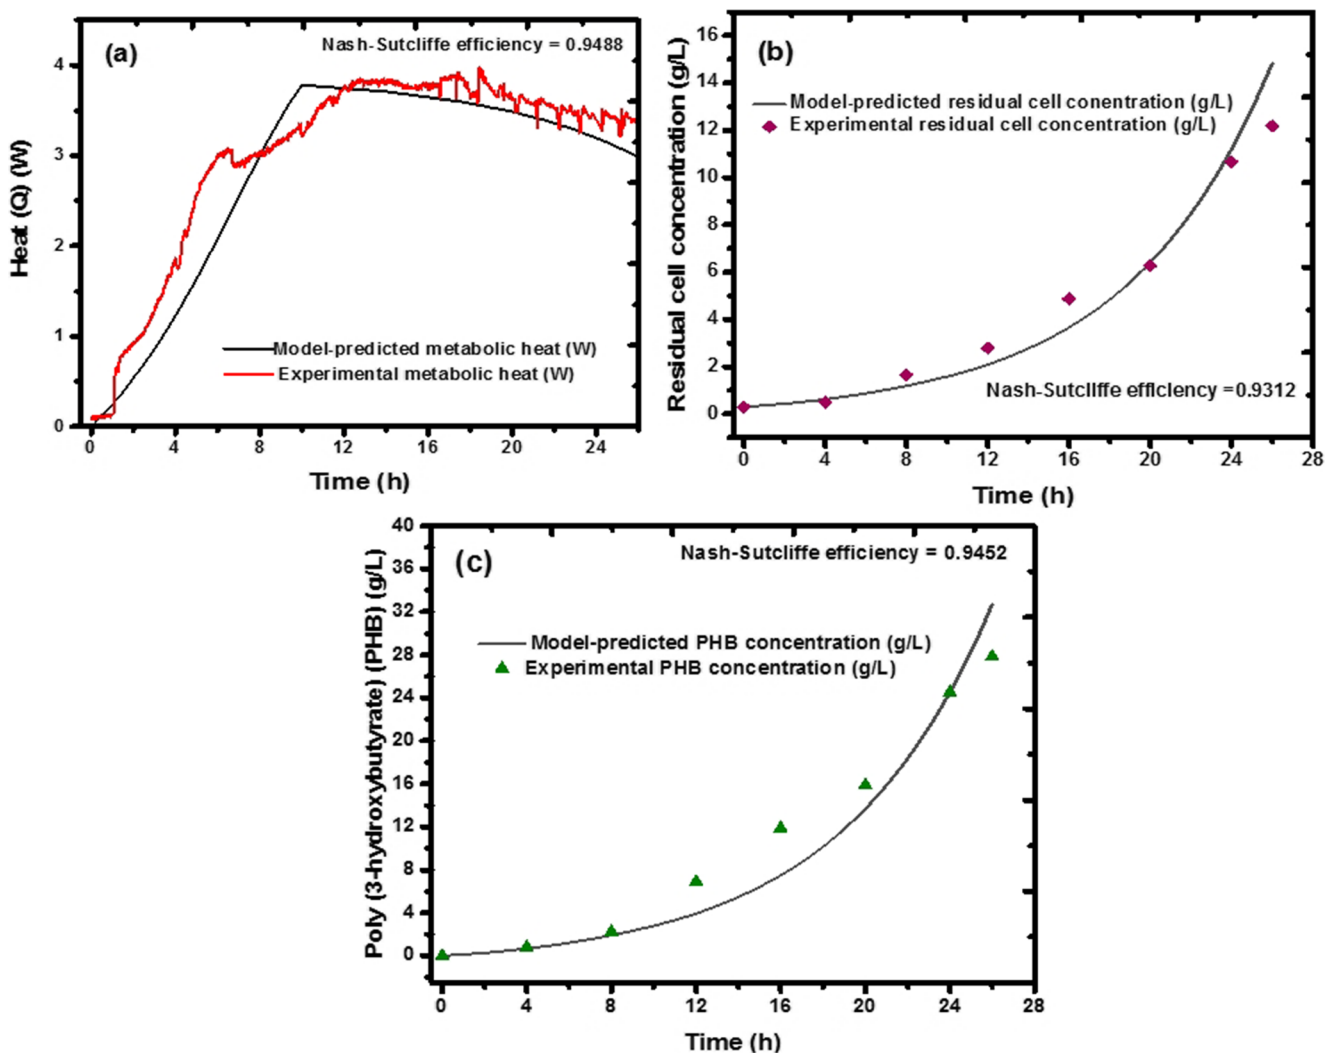 (a)
Nash-Sutcliffe efficiency = 0.9488
Heat (Q) (W)
4
3
2
1
0
Model-predicted metabolic heat (W)
Experimental metabolic heat (W)
0 4 8 12 16 20 24
Time (h)
(b)
Residual cell concentration (g/L)
16
14
12
10
8
6
4
2
0
Model-predicted residual cell conentration (g/L)
Experimental residual cell concentration (g/L)
Nash-Sutcliffe efficiency =0.9312
0 4 8 12 16 20 24 28
Time (h)
(c)
Nash-Sutcliffe efficiency = 0.9452
Poly (3-hydroxybutyrate) (PHB) (g/L)
40
36
32
28
24
20
16
12
8
4
0
Model-predicted PHB concentration (g/L)
Experimental PHB concentration (g/L)
0 4 8 12 16 20 24 28
Time (h)